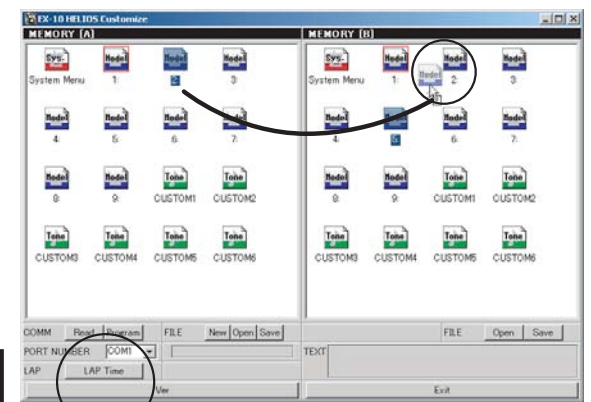 EX-10 HELIOS Customize
MEMORY [A]
MEMORY [B]
Sys. Model Model Model
System Menu 1: 2: 3:
Model Model Model Model
4: 5: 6: 7:
Model Model Tone Tone
8: 9: CUSTOM1 CUSTOM2
Tone Tone Tone Tone
CUSTOM3 CUSTOM4 CUSTOM5 CUSTOM6
Sys. Model Model Model
System Menu 1: 2: 3:
Model Model Model
4: 5: 6: 7:
Model Model Tone Tone
8: 9: CUSTOM1 CUSTOM2
Tone Tone Tone Tone
CUSTOM3 CUSTOM4 CUSTOM5 CUSTOM6
COMM Read Program FILE New Open Save
PORT NUMBER COM1
LAP LAP Time
Ver
FILE Open Save
TEXT
Exit